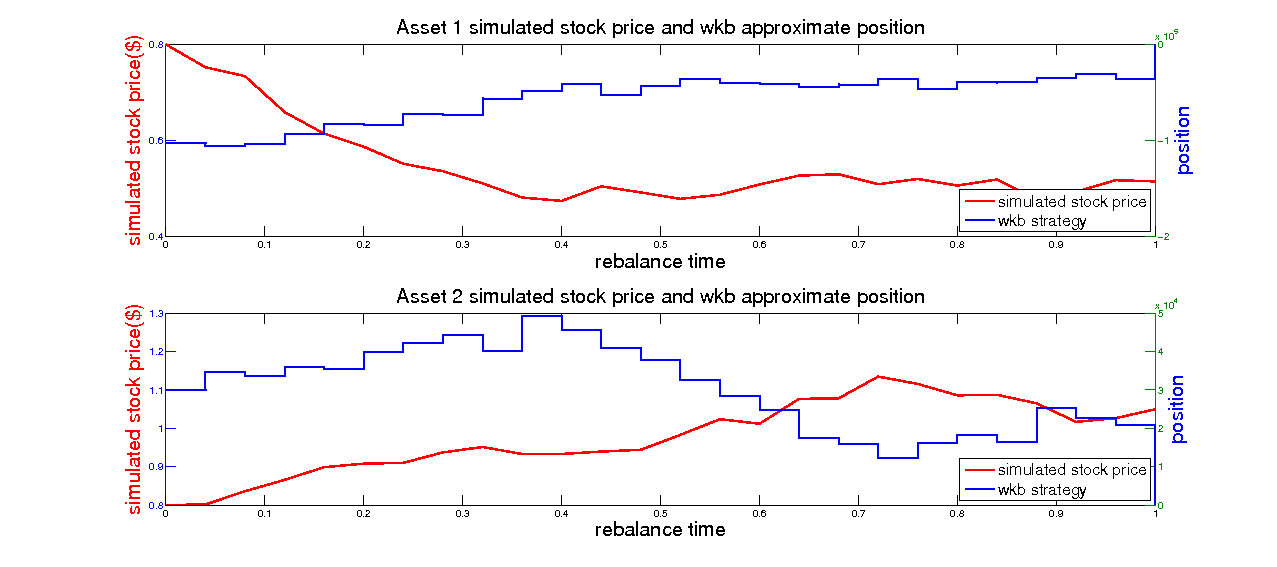 Asset 1 simulated stock price and wkb approximate position
x 10^5
simulated stock price($)
0.8
0.6
0.4
0
-1
-2
position
simulated stock price
wkb strategy
0 0.1 0.2 0.3 0.4 0.5 0.6 0.7 0.8 0.9 1
rebalance time
Asset 2 simulated stock price and wkb approximate position
x 10^4
simulated stock price($)
1.3
1.2
1.1
1
0.9
0.8
5
4
3
2
1
0
position
simulated stock price
wkb strategy
0 0.1 0.2 0.3 0.4 0.5 0.6 0.7 0.8 0.9 1
rebalance time